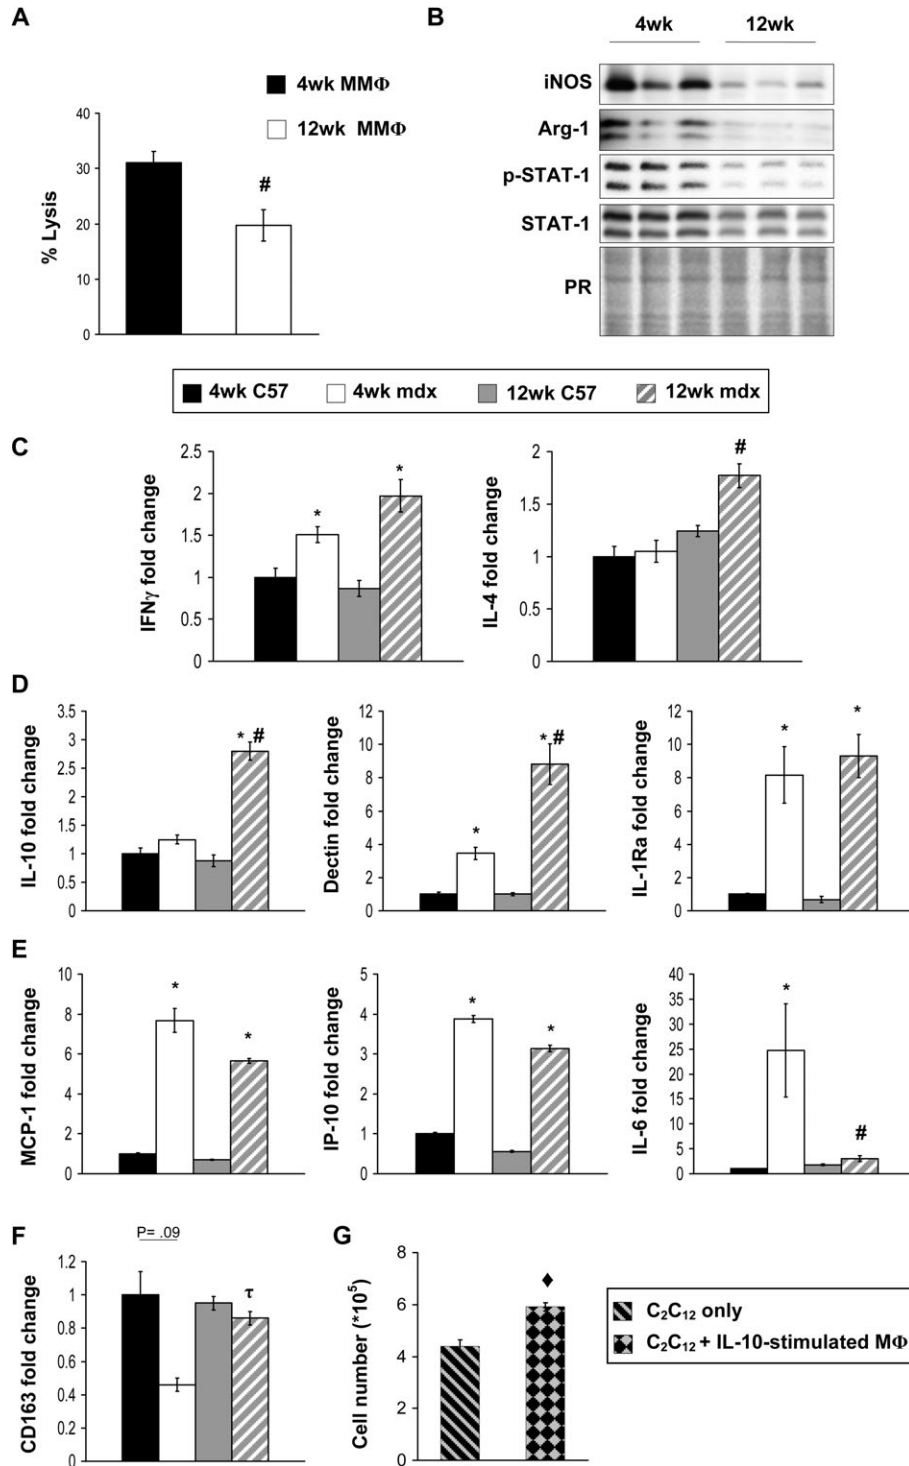 A
4wk MMΦ
12wk MMΦ
% Lysis
40
30
20
10
0
#
B
4wk 12wk
iNOS
Arg-1
p-STAT-1
STAT-1
PR
4wk C57 4wk mdx 12wk C57 12wk mdx
C
IFNγ fold change
2.5
2
1.5
1
0.5
0
* *
IL-4 fold change
2
1.5
1
0.5
0
#
D
IL-10 fold change
3.5
3
2.5
2
1.5
1
0.5
0
* #
Dectin fold change
12
10
8
6
4
2
0
*
* #
IL-1Ra fold change
12
10
8
6
4
2
0
* *
E
MCP-1 fold change
10
8
6
4
2
0
* *
IP-10 fold change
5
4
3
2
1
0
* *
IL-6 fold change
40
35
30
25
20
15
10
5
0
*
#
F
P= .09
CD163 fold change
1.2
1
0.8
0.6
0.4
0.2
0
τ
G
Cell number (*10⁵)
8
6
4
2
0
♦
C₂C₁₂ only
C₂C₁₂ + IL-10-stimulated MΦ